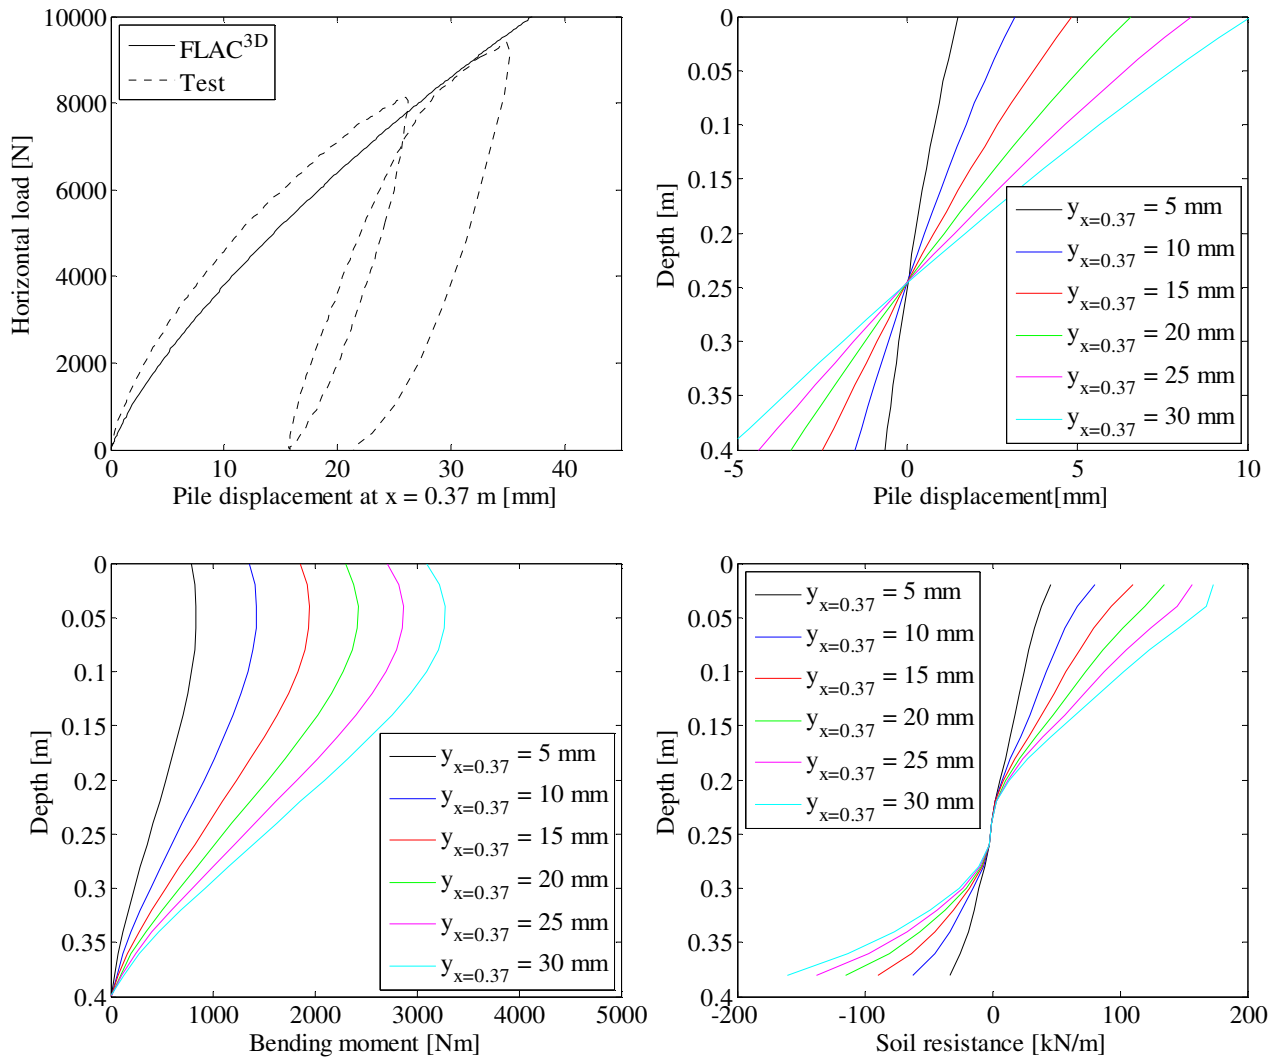 10000
8000
6000
4000
2000
0
0
10
20
30
40
Horizontal load [N]
Pile displacement at x = 0.37 m [mm]
FLAC3D
Test
0
0.05
0.1
0.15
0.2
0.25
0.3
0.35
0.4
-5
0
5
10
Depth [m]
Pile displacement[mm]
yx=0.37 = 5 mm
yx=0.37 = 10 mm
yx=0.37 = 15 mm
yx=0.37 = 20 mm
yx=0.37 = 25 mm
yx=0.37 = 30 mm
0
0.05
0.1
0.15
0.2
0.25
0.3
0.35
0.4
0
1000
2000
3000
4000
5000
Depth [m]
Bending moment [Nm]
yx=0.37 = 5 mm
yx=0.37 = 10 mm
yx=0.37 = 15 mm
yx=0.37 = 20 mm
yx=0.37 = 25 mm
yx=0.37 = 30 mm
0
0.05
0.1
0.15
0.2
0.25
0.3
0.35
0.4
-200
-100
0
100
200
Depth [m]
Soil resistance [kN/m]
yx=0.37 = 5 mm
yx=0.37 = 10 mm
yx=0.37 = 15 mm
yx=0.37 = 20 mm
yx=0.37 = 25 mm
yx=0.37 = 30 mm